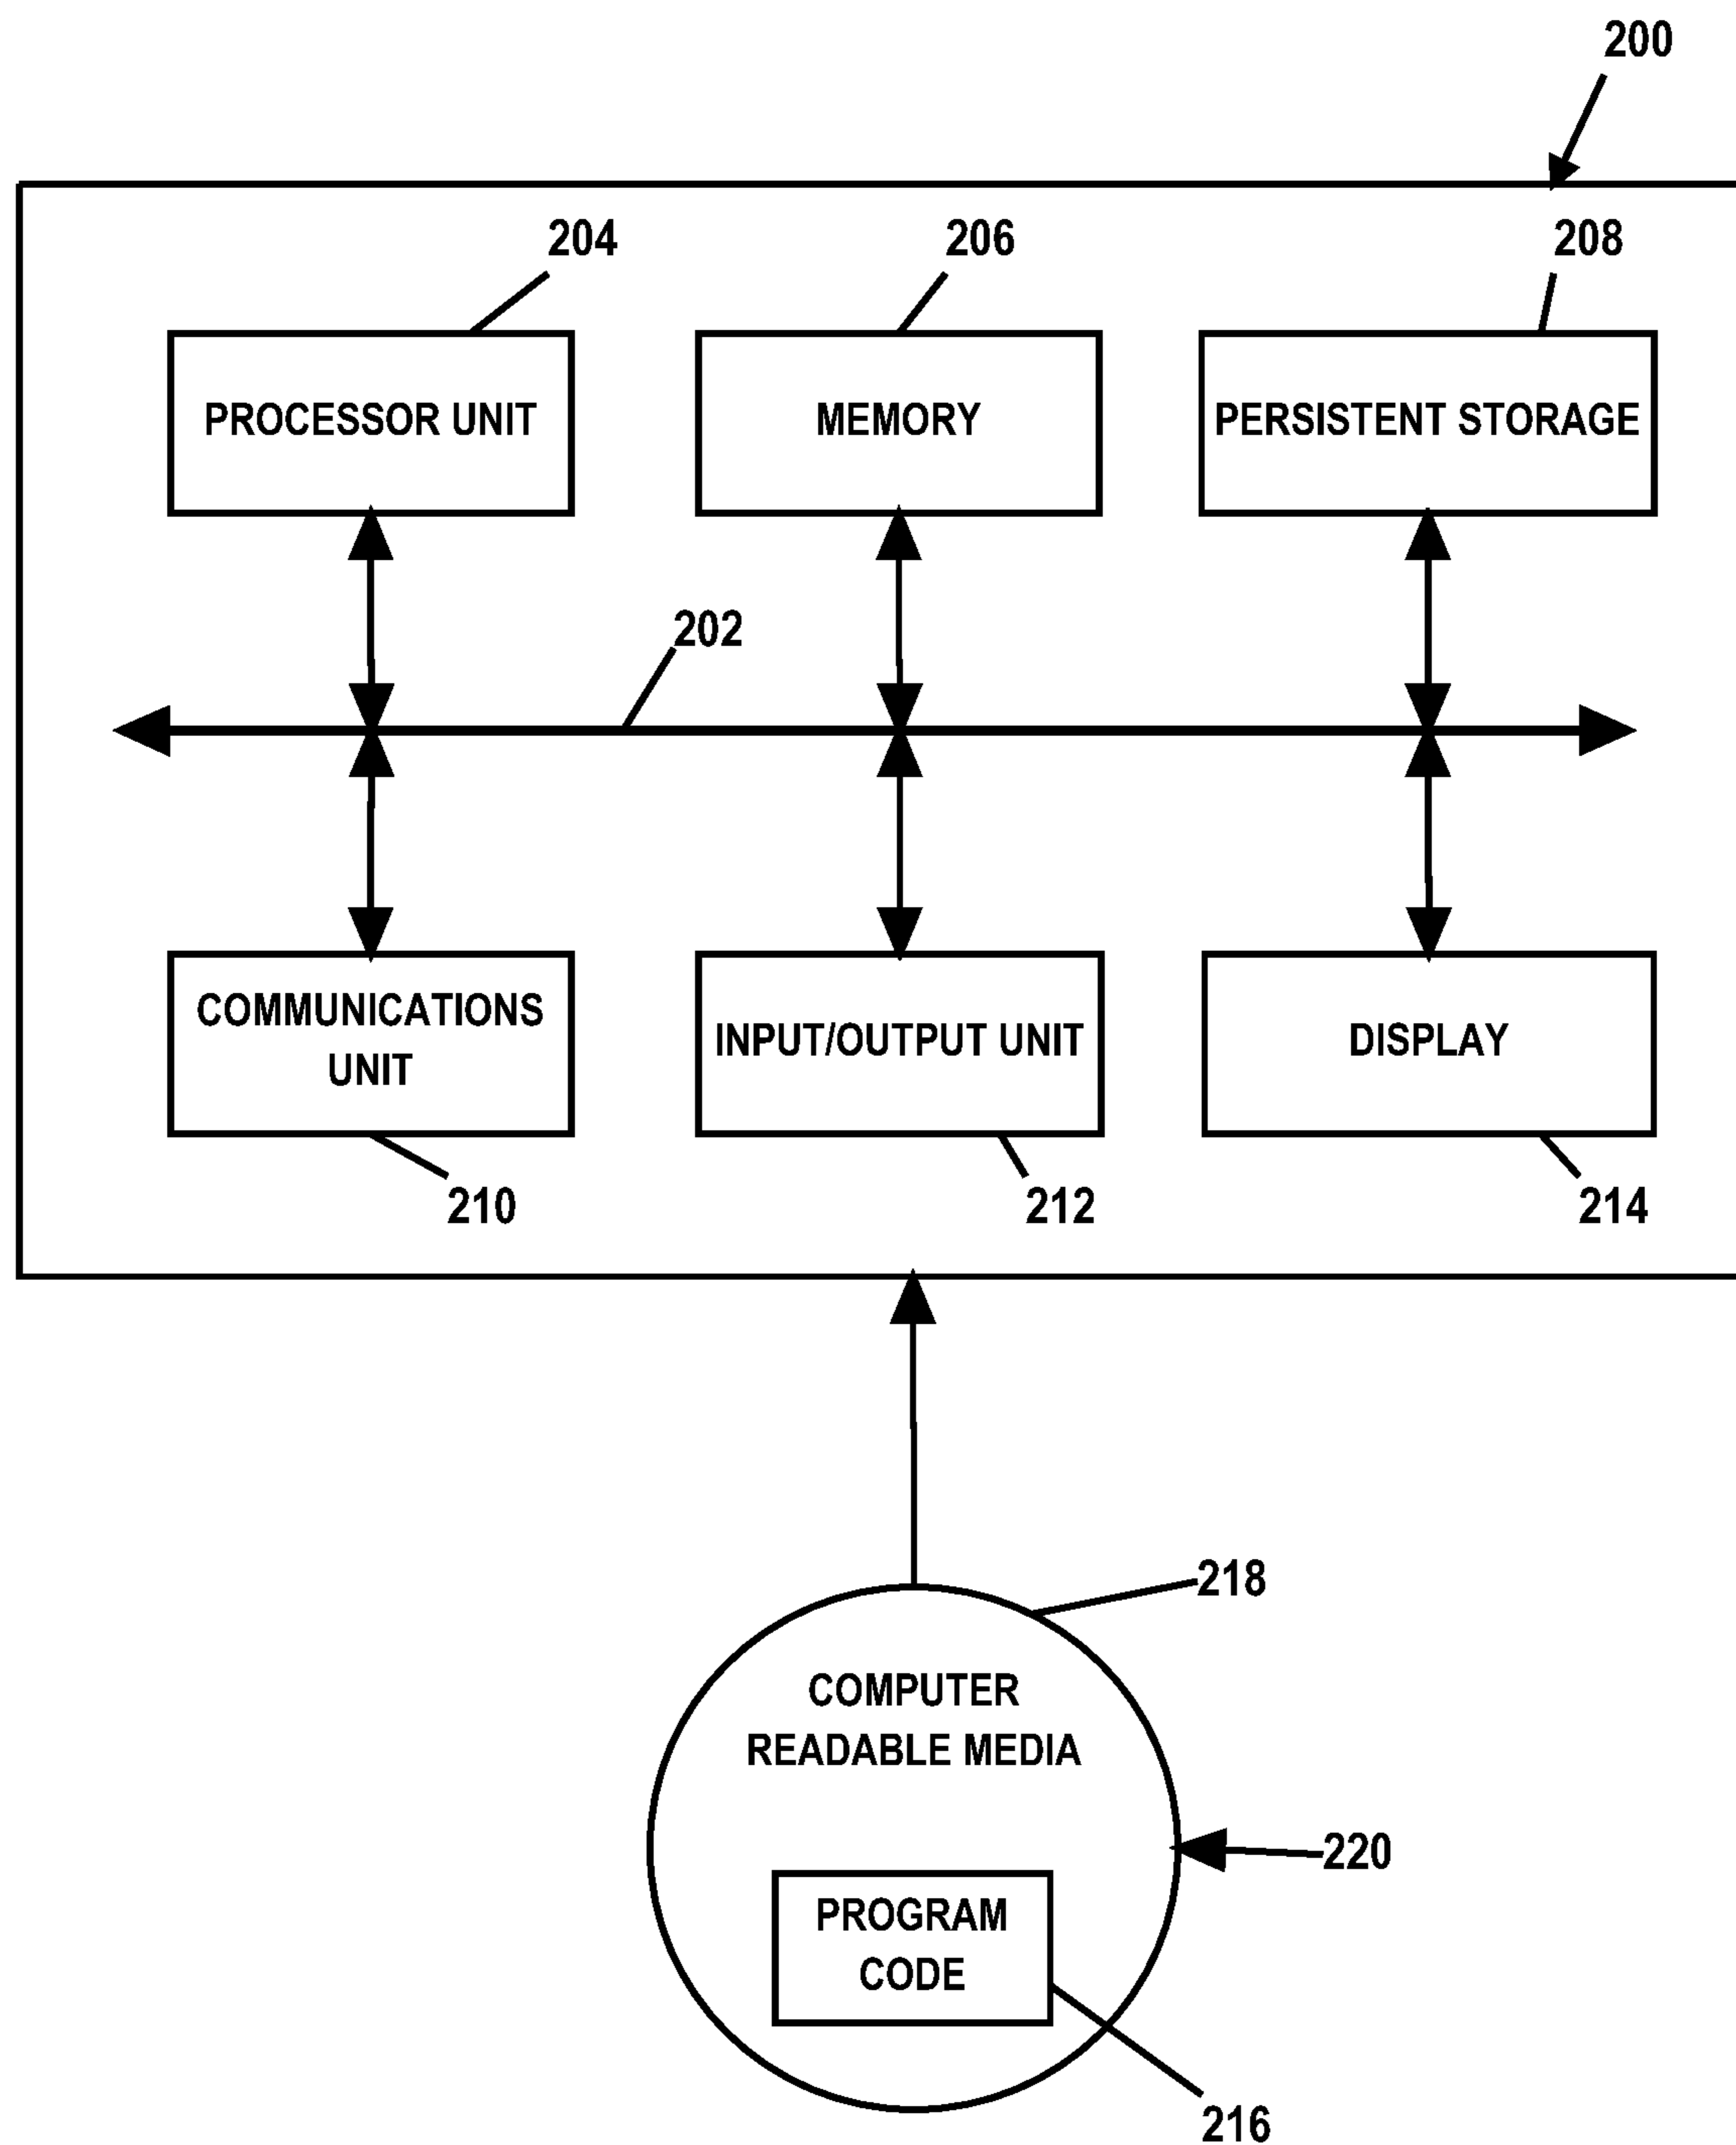 200
204
206
208
PROCESSOR UNIT
MEMORY
PERSISTENT STORAGE
202
COMMUNICATIONS
UNIT
INPUT/OUTPUT UNIT
DISPLAY
210
212
214
218
COMPUTER
READABLE MEDIA
220
PROGRAM
CODE
216